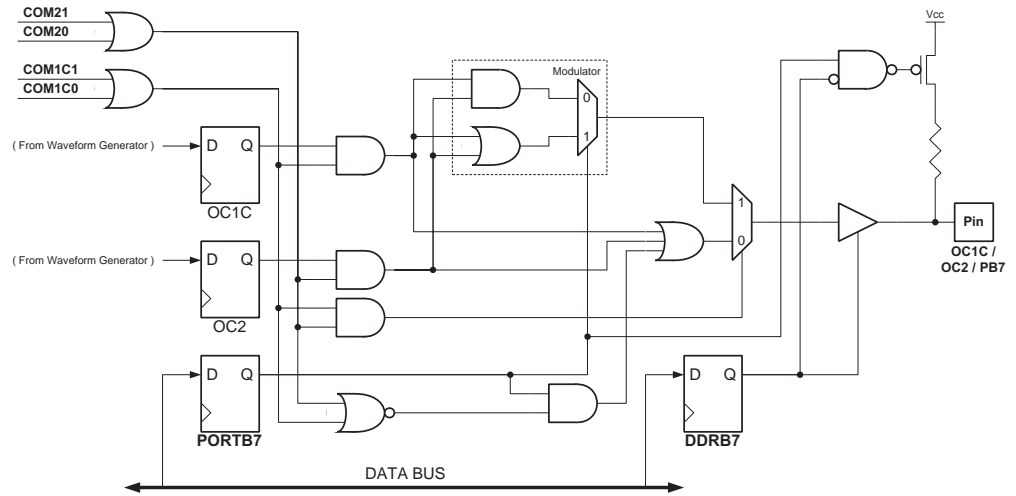 COM21
COM20
COM1C1
COM1C0
Vcc
Modulator
0
1
( From Waveform Generator )
D Q
OC1C
1
0
Pin
OC1C /
OC2 / PB7
( From Waveform Generator )
D Q
OC2
D Q
PORTB7
D Q
DDRB7
DATA BUS